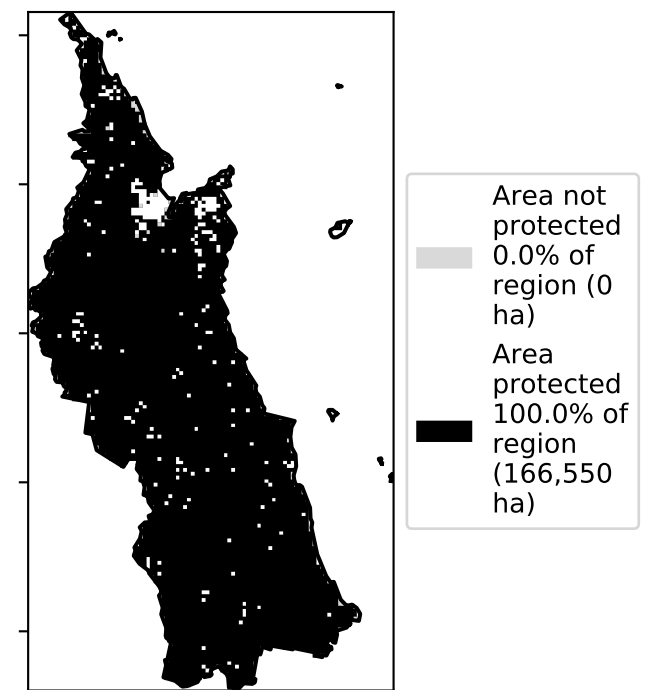 Area not
protected
0.0% of
region (0
ha)
Area
protected
100.0% of
region
(166,550
ha)